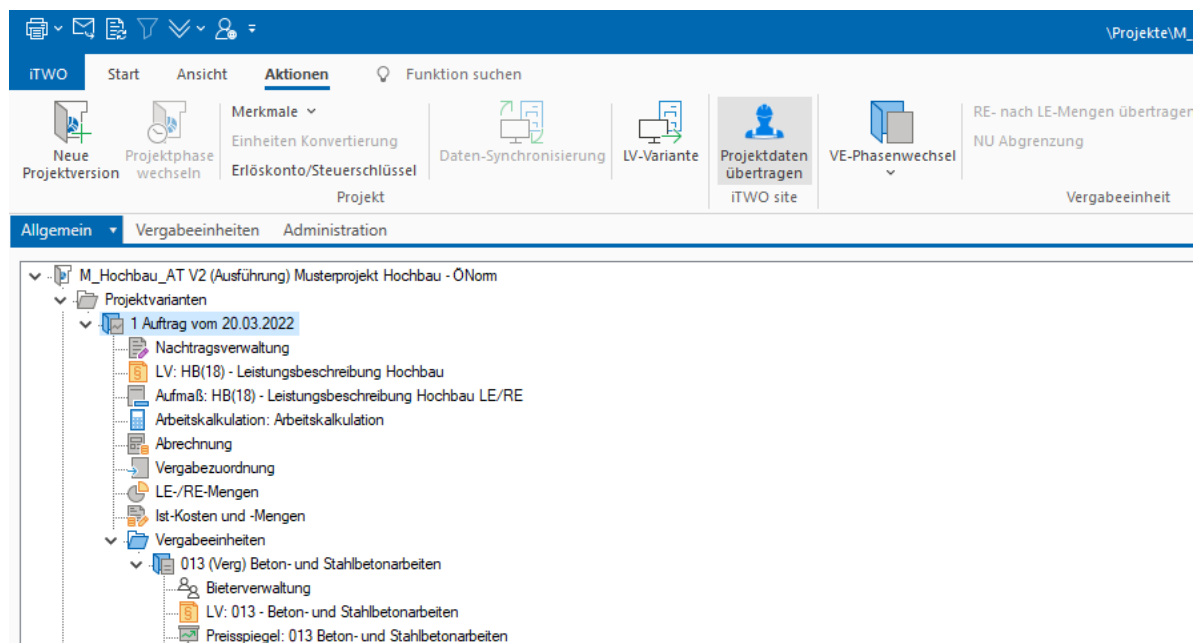 \Projekte\M_
iTWO Start Ansicht Aktionen Funktion suchen
Neue Projektversion
Projektphase wechseln
Merkmale
Einheiten Konvertierung
Erlöskonto/Steuerschlüssel
Daten-Synchronisierung
LV-Variante
Projekt
Projektdaten übertragen
iTWO site
VE-Phasenwechsel
RE- nach LE-Mengen übertragen
NU Abgrenzung
Vergabeeinheit
Allgemein Vergabeeinheiten Administration
M_Hochbau_AT V2 (Ausführung) Musterprojekt Hochbau - ÖNorm
Projektvarianten
1 Auftrag vom 20.03.2022
Nachtragsverwaltung
LV: HB(18) - Leistungsbeschreibung Hochbau
Aufmaß: HB(18) - Leistungsbeschreibung Hochbau LE/RE
Arbeitskalkulation: Arbeitskalkulation
Abrechnung
Vergabezuordnung
LE-/RE-Mengen
Ist-Kosten und -Mengen
Vergabeeinheiten
013 (Verg) Beton- und Stahlbetonarbeiten
Bieterverwaltung
LV: 013 - Beton- und Stahlbetonarbeiten
Preisspiegel: 013 Beton- und Stahlbetonarbeiten